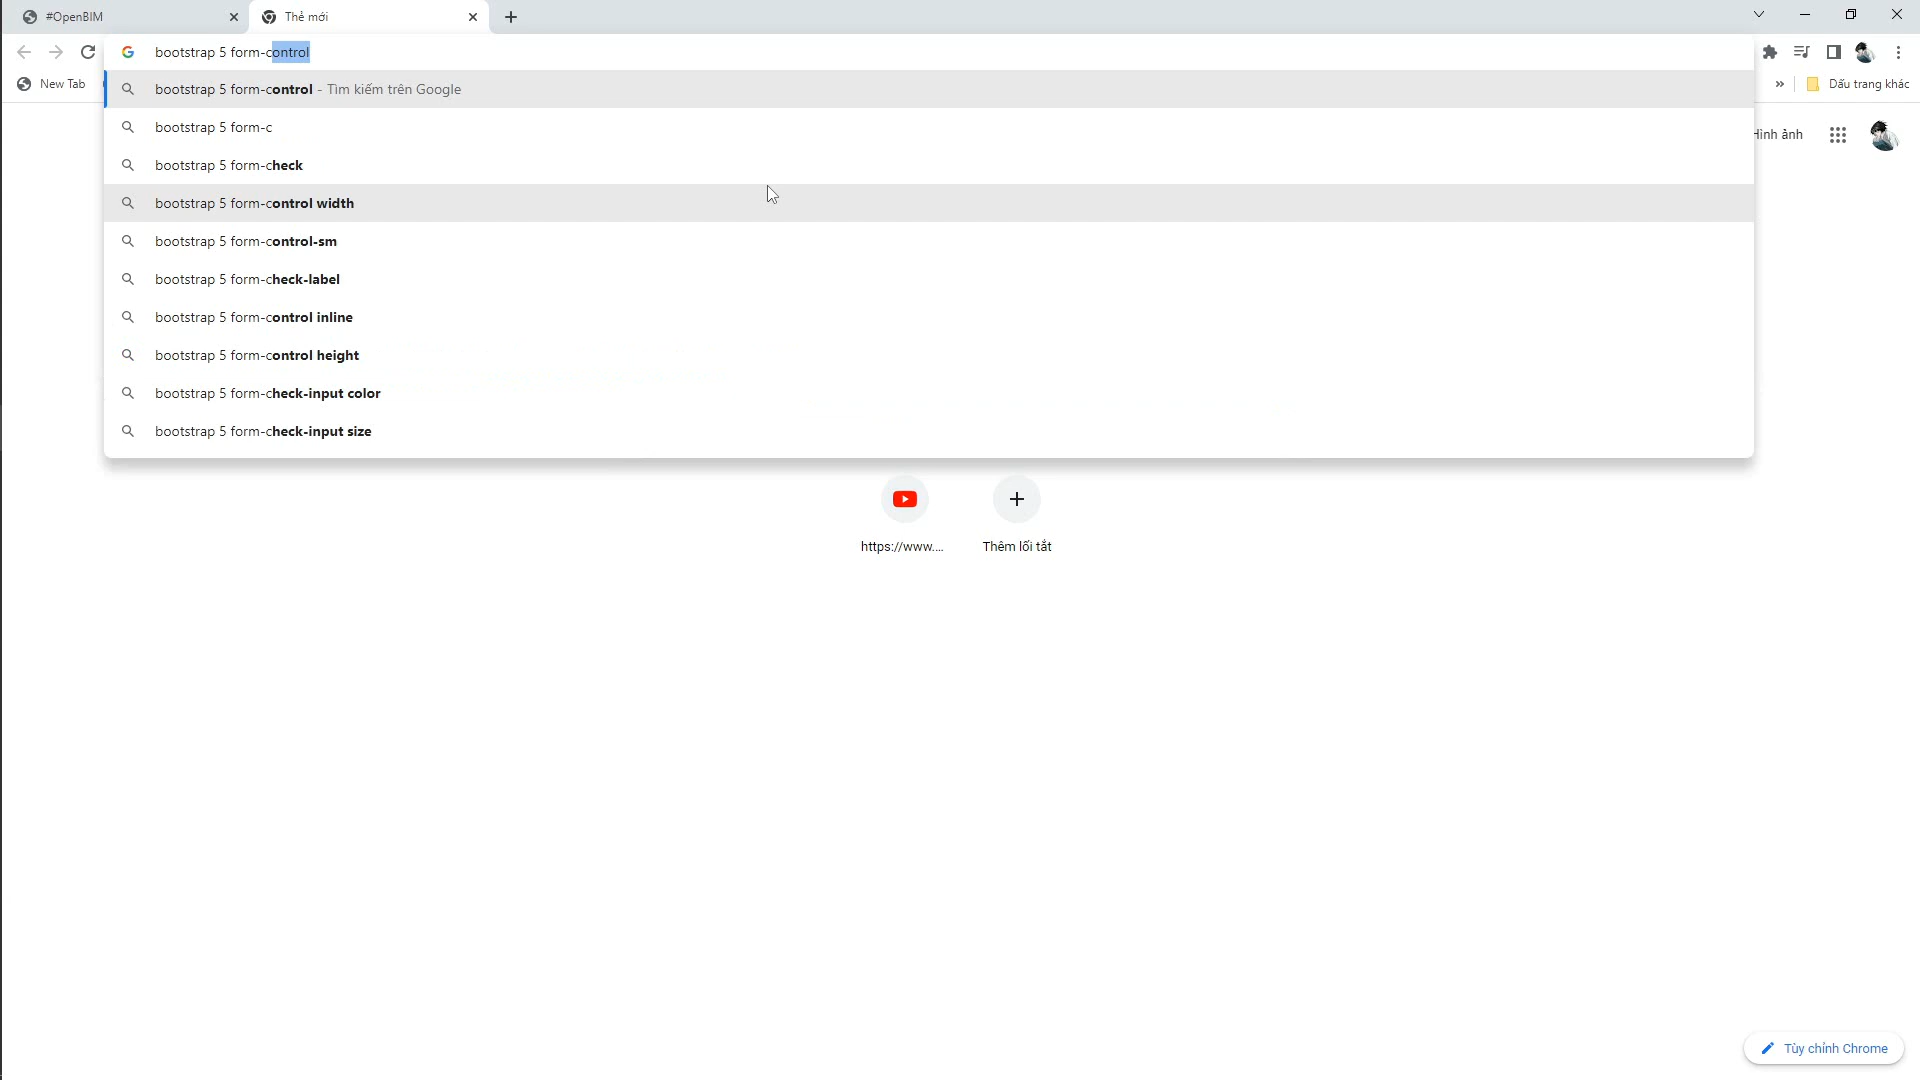 #OpenBIM
Thẻ mới
bootstrap 5 form-control
New Tab
» Dấu trang khác
bootstrap 5 form-control - Tìm kiếm trên Google
bootstrap 5 form-c
Hình ảnh
bootstrap 5 form-check
bootstrap 5 form-control width
bootstrap 5 form-control-sm
bootstrap 5 form-check-label
bootstrap 5 form-control inline
bootstrap 5 form-control height
bootstrap 5 form-check-input color
bootstrap 5 form-check-input size
https://www.... Thêm lối tắt
Tùy chỉnh Chrome